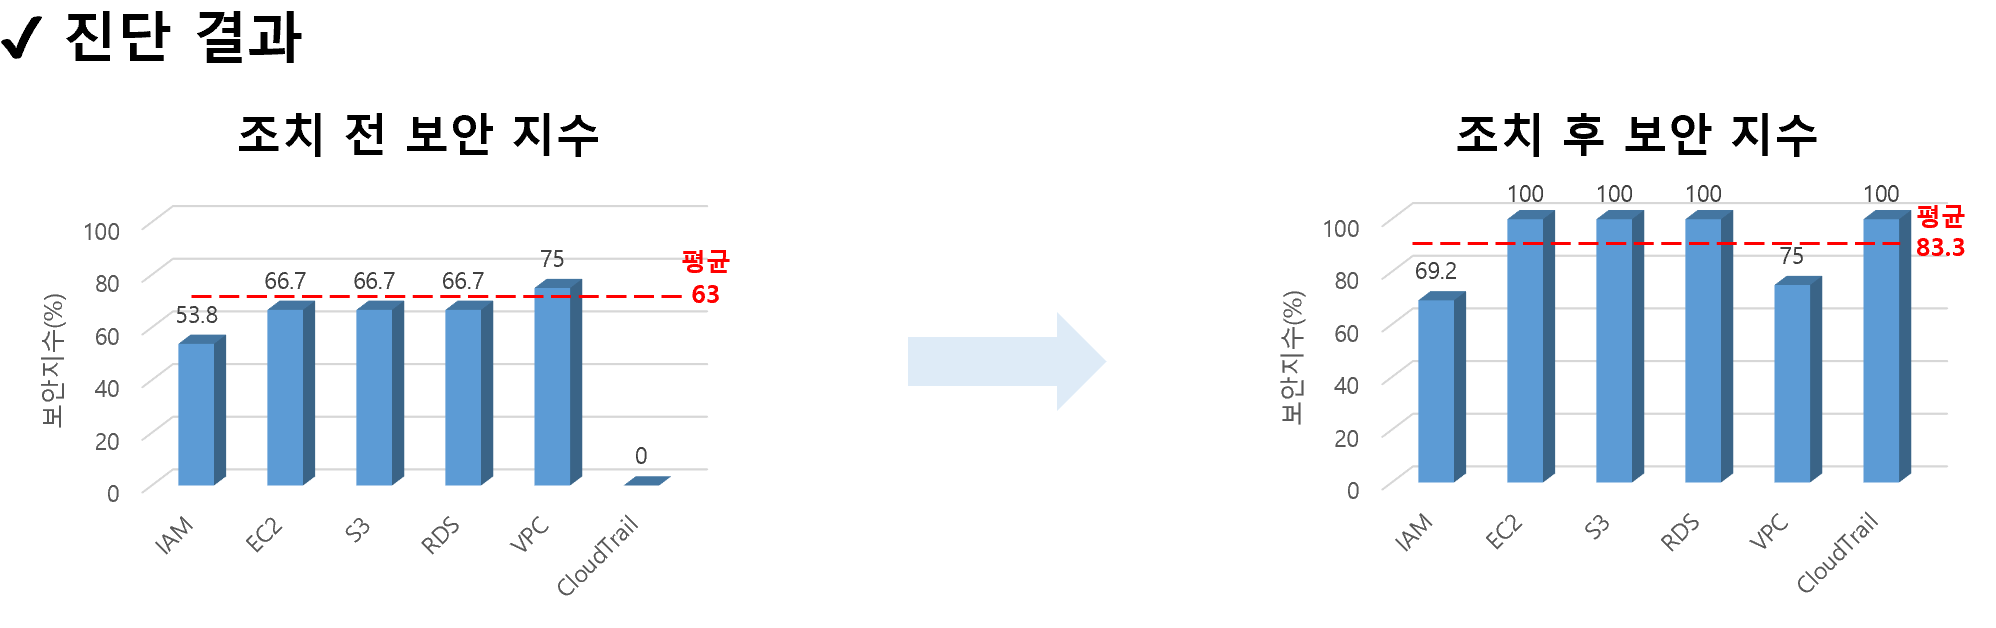 ✔ 진단 결과
조치 전 보안 지수
보안지수(%)
100
80
60
40
20
0
53.8
66.7
66.7
66.7
75
0
평균
63
IAM
EC2
S3
RDS
VPC
CloudTrail
조치 후 보안 지수
보안지수(%)
100
80
60
40
20
0
69.2
100
100
100
75
100
평균
83.3
IAM
EC2
S3
RDS
VPC
CloudTrail